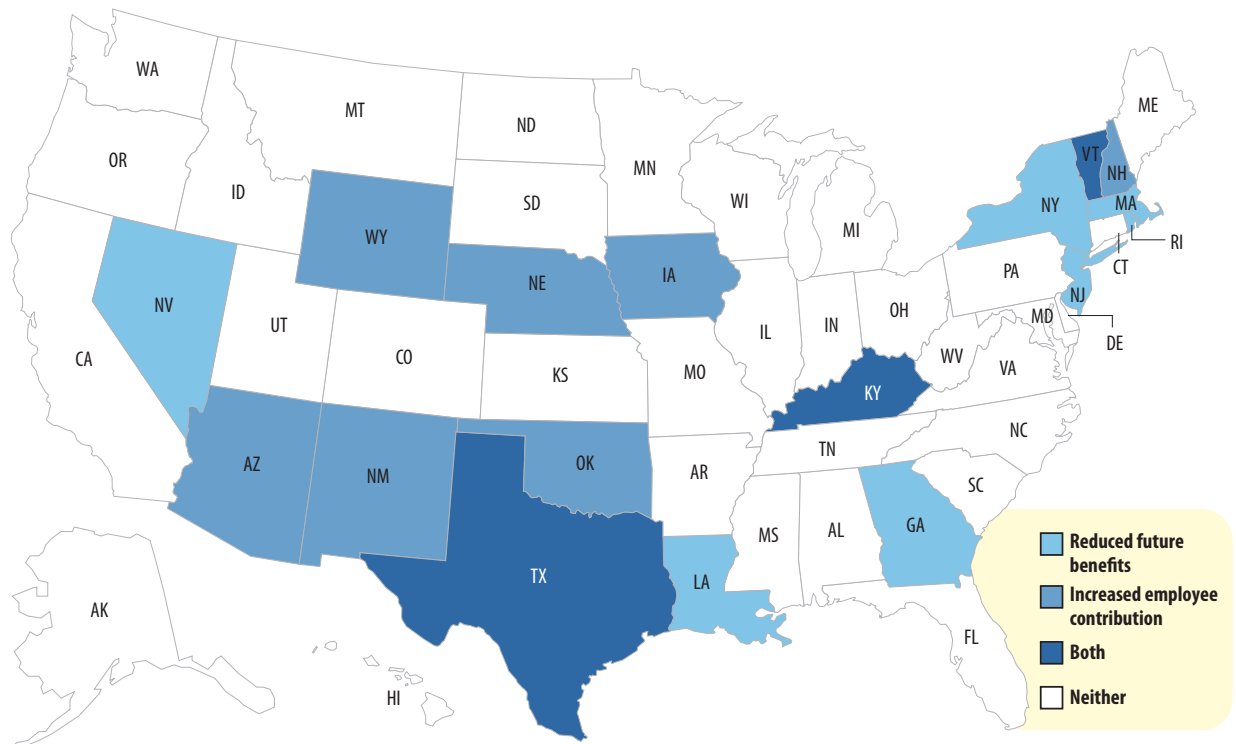 WA
MT
ND
MN
ME
OR
ID
SD
WI
MI
VT
NH
NY
MA
RI
WY
NE
IA
PA
CT
NJ
NV
UT
CO
KS
MO
IL
IN
OH
MD
DE
WV
VA
CA
KY
AZ
NM
OK
AR
TN
NC
SC
MS
AL
GA
TX
LA
FL
AK
HI
Reduced future
benefits
Increased employee
contribution
Both
Neither